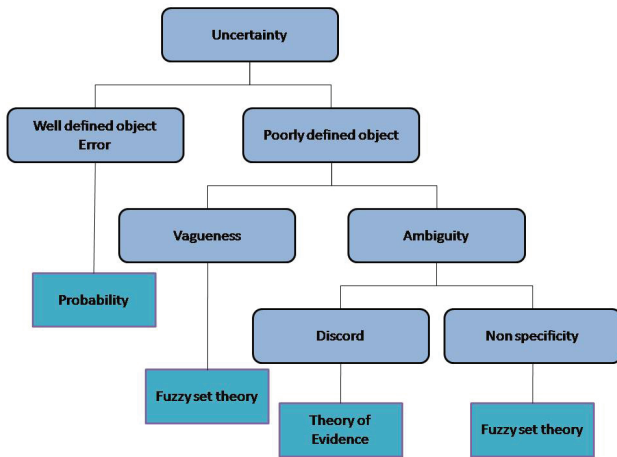 Uncertainty
Well defined object
Error
Poorly defined object
Vagueness
Ambiguity
Probability
Discord
Non specificity
Fuzzy set theory
Theory of
Evidence
Fuzzy set theory